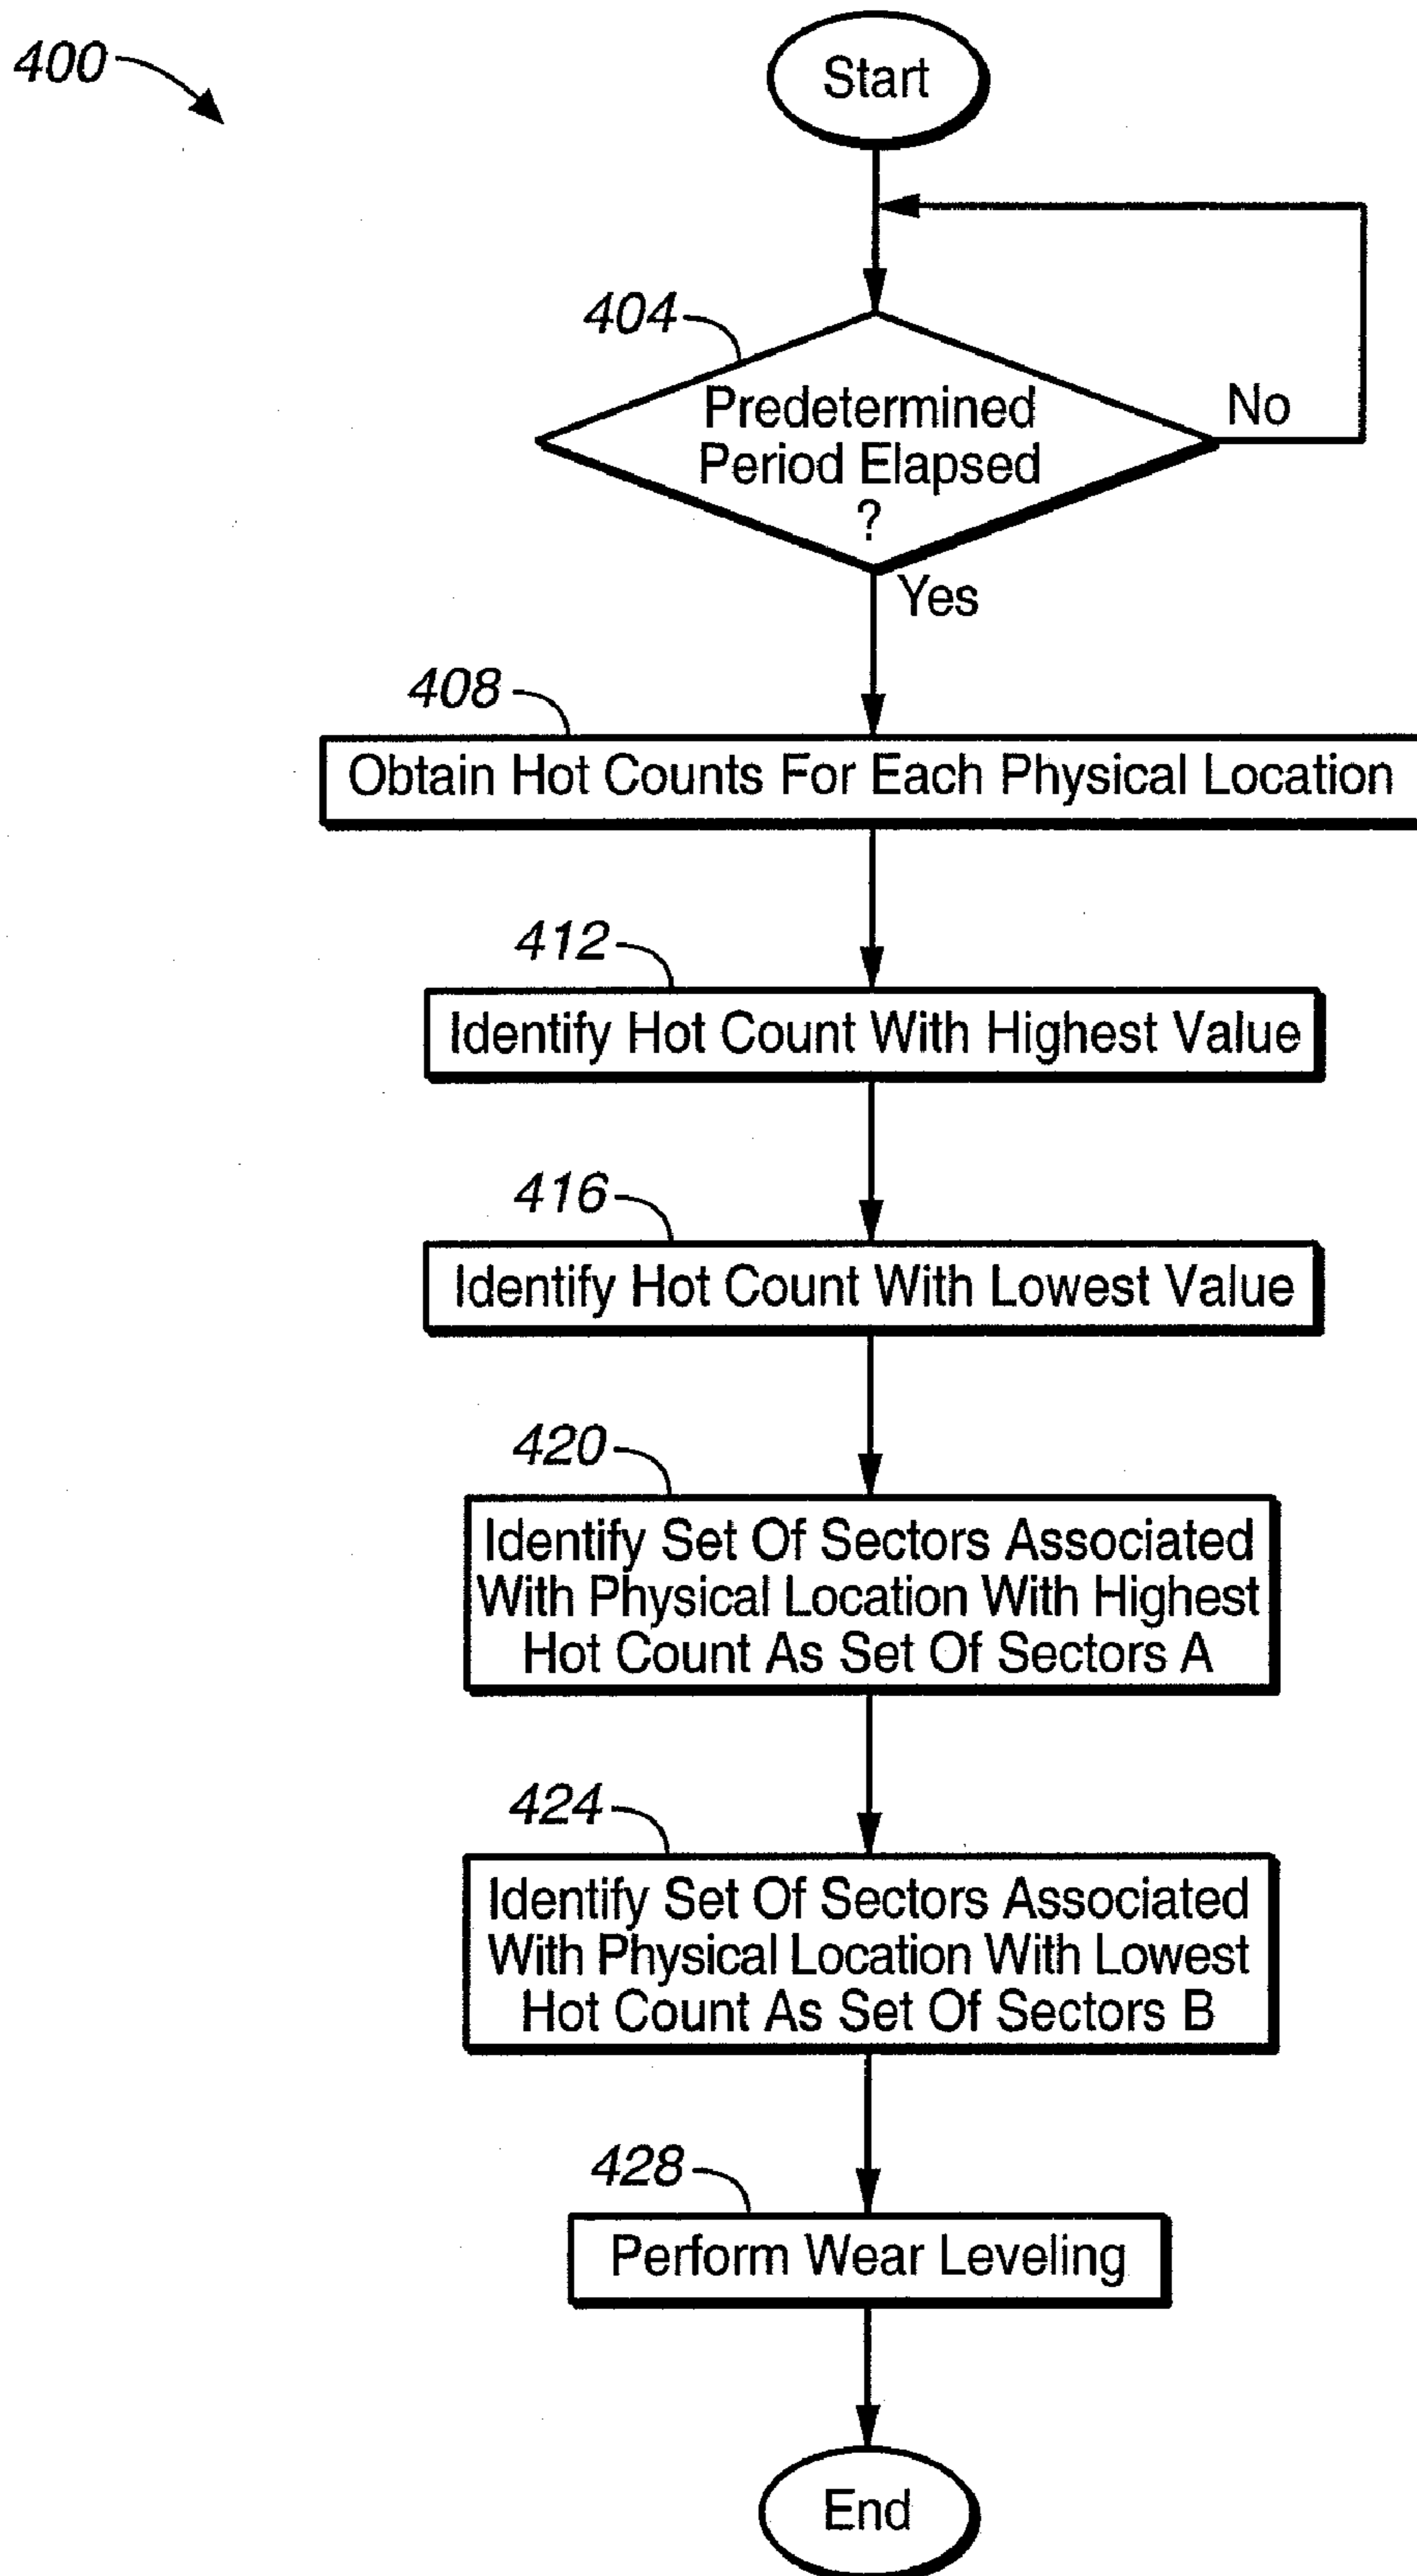 400
Start
404
Predetermined
Period Elapsed
?
No
Yes
408
Obtain Hot Counts For Each Physical Location
412
Identify Hot Count With Highest Value
416
Identify Hot Count With Lowest Value
420
Identify Set Of Sectors Associated
With Physical Location With Highest
Hot Count As Set Of Sectors A
424
Identify Set Of Sectors Associated
With Physical Location With Lowest
Hot Count As Set Of Sectors B
428
Perform Wear Leveling
End